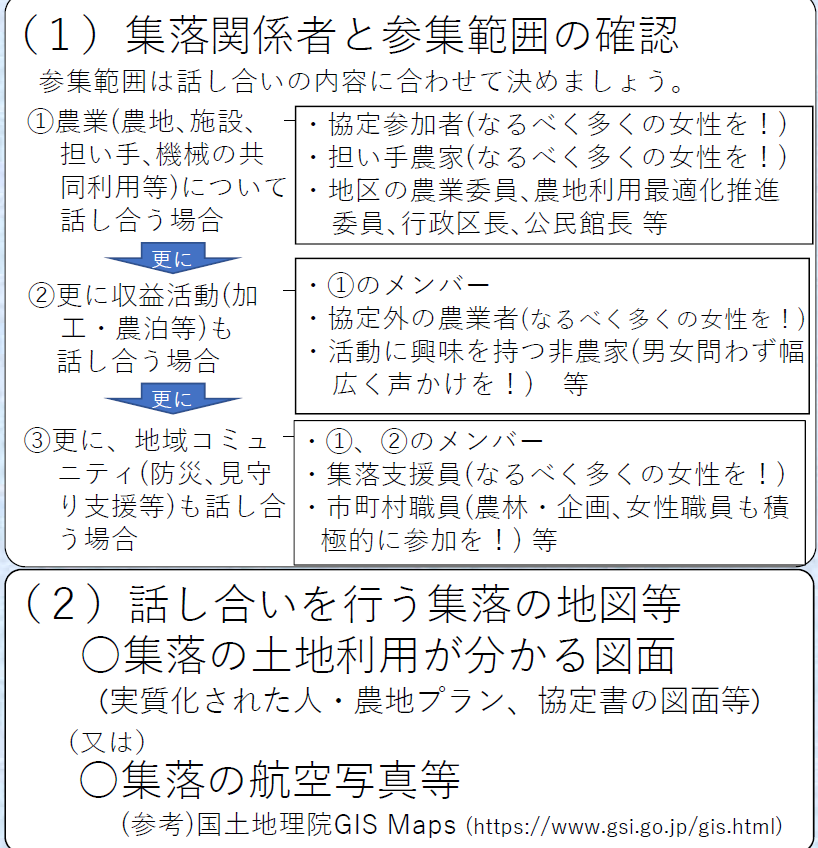 （１）集落関係者と参集範囲の確認
参集範囲は話し合いの内容に合わせて決めましょう。
①農業(農地、施設、
担い手、機械の共
同利用等)について
話し合う場合
・協定参加者(なるべく多くの女性を！)
・担い手農家(なるべく多くの女性を！)
・地区の農業委員、農地利用最適化推進
委員、行政区長、公民館長 等
更に
②更に収益活動(加
工・農泊等)も
話し合う場合
・①のメンバー
・協定外の農業者(なるべく多くの女性を！)
・活動に興味を持つ非農家(男女問わず幅
広く声かけを！)　等
更に
③更に、地域コミュ
ニティ(防災、見守
り支援等)も話し合
う場合
・①、②のメンバー
・集落支援員(なるべく多くの女性を！)
・市町村職員(農林・企画、女性職員も積
極的に参加を！) 等
（２）話し合いを行う集落の地図等
〇集落の土地利用が分かる図面
(実質化された人・農地プラン、協定書の図面等)
(又は)
〇集落の航空写真等
(参考)国土地理院GIS Maps (https://www.gsi.go.jp/gis.html)